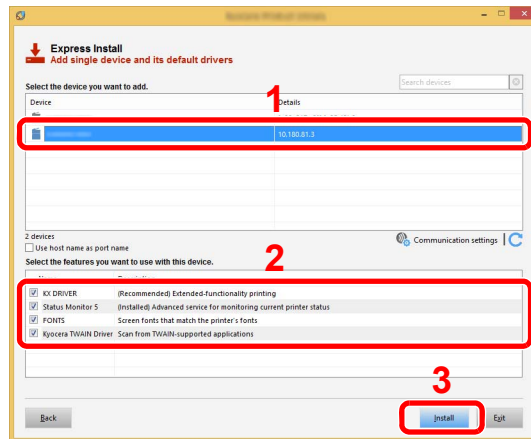 Express Install
Add single device and its default drivers
Select the device you want to add.
Search devices
1
Device Details
10.180.81.3
2 devices
Communication settings
Use host name as port name
2
Select the features you want to use with this device.
KX DRIVER (Recommended) Extended-functionality printing
Status Monitor 5 (Installed) Advanced service for monitoring current printer status
FONTS Screen fonts that match the printer's fonts
Kyocera TWAIN Driver Scan from TWAIN-supported applications
3
Back Install Exit